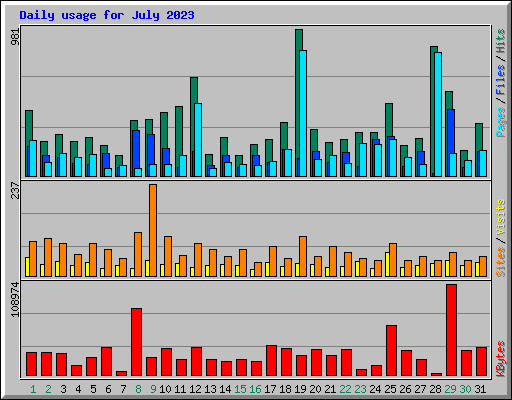 Daily usage for July 2023
981
Pages / Files / Hits
237
Sites / Visits
108974
KBytes
1 2 3 4 5 6 7 8 9 10 11 12 13 14 15 16 17 18 19 20 21 22 23 24 25 26 27 28 29 30 31